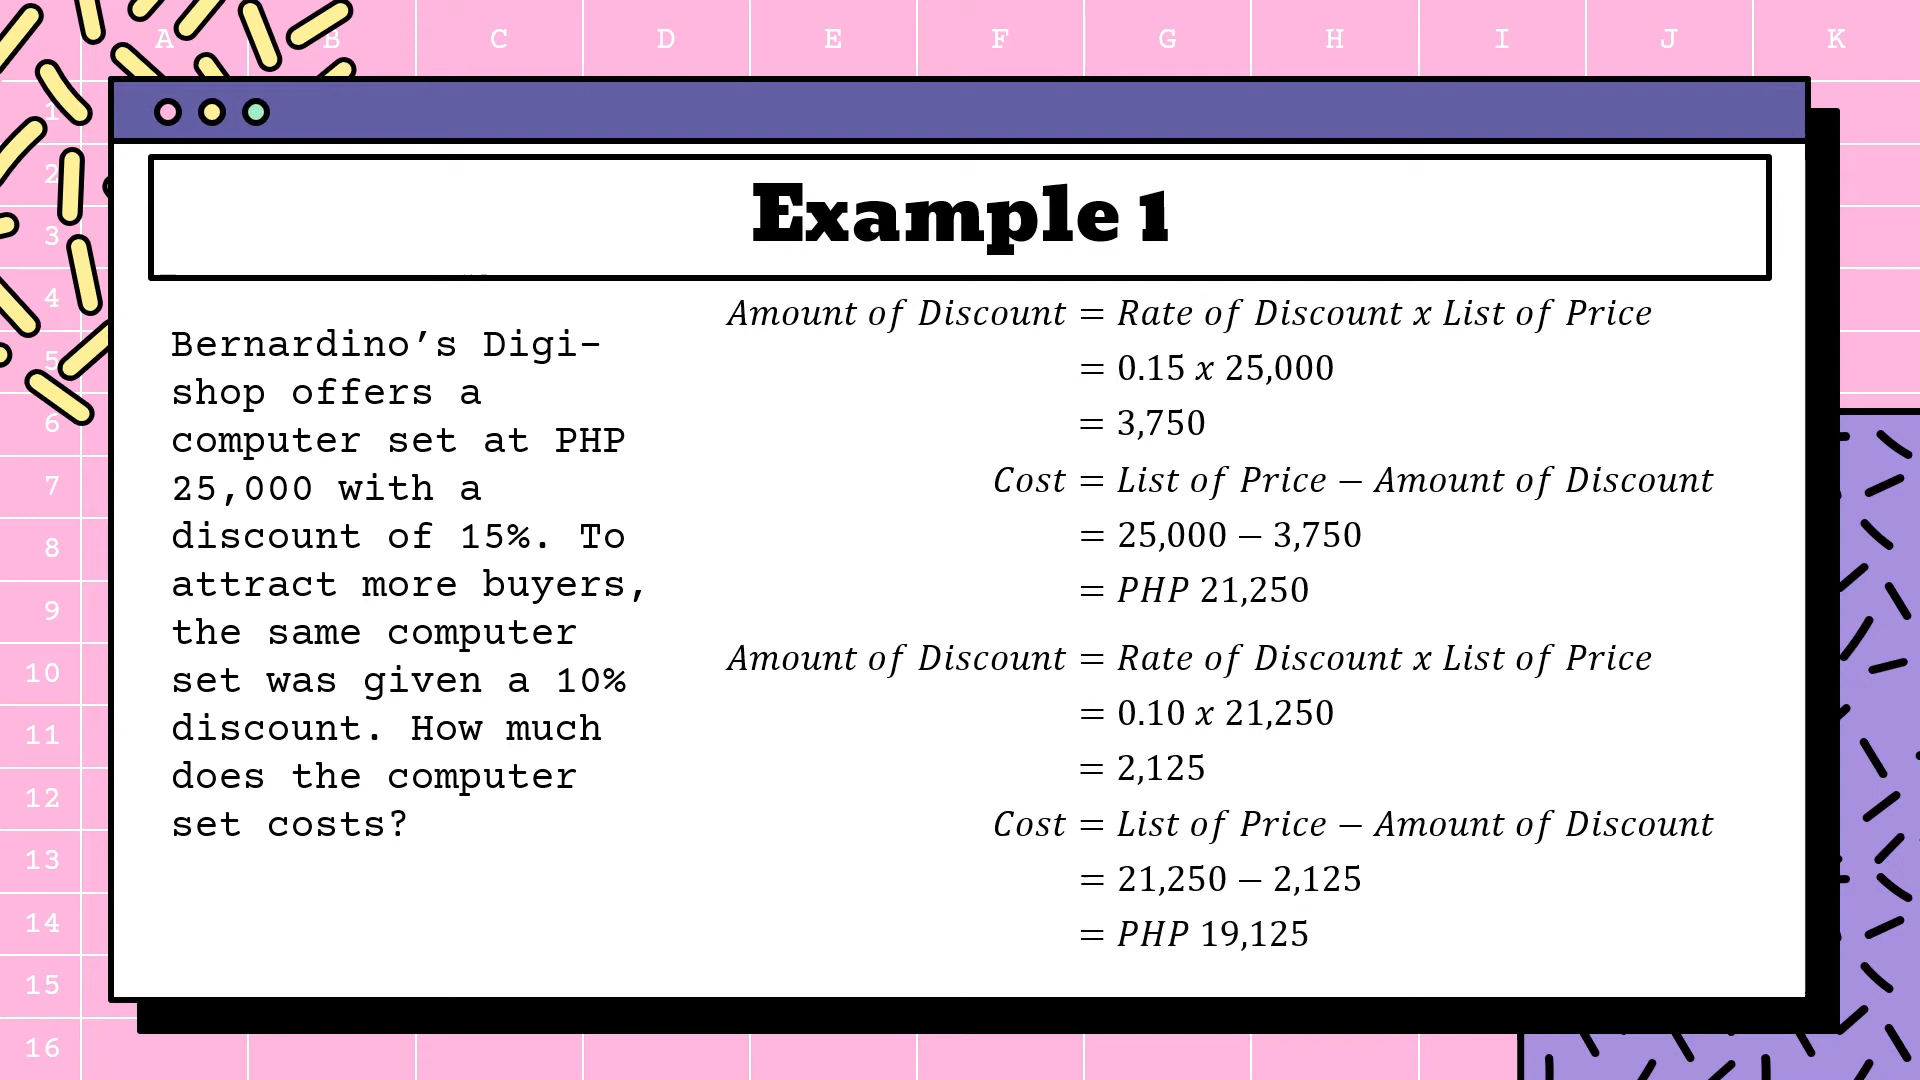 A B C D E F G H I J K
1
2
3
4
5
6
7
8
9
10
11
12
13
14
15
16
Example 1
Bernardino’s Digi-
shop offers a
computer set at PHP
25,000 with a
discount of 15%. To
attract more buyers,
the same computer
set was given a 10%
discount. How much
does the computer
set costs?
Amount of Discount = Rate of Discount x List of Price
= 0.15 x 25,000
= 3,750
Cost = List of Price − Amount of Discount
= 25,000 − 3,750
= PHP 21,250
Amount of Discount = Rate of Discount x List of Price
= 0.10 x 21,250
= 2,125
Cost = List of Price − Amount of Discount
= 21,250 − 2,125
= PHP 19,125